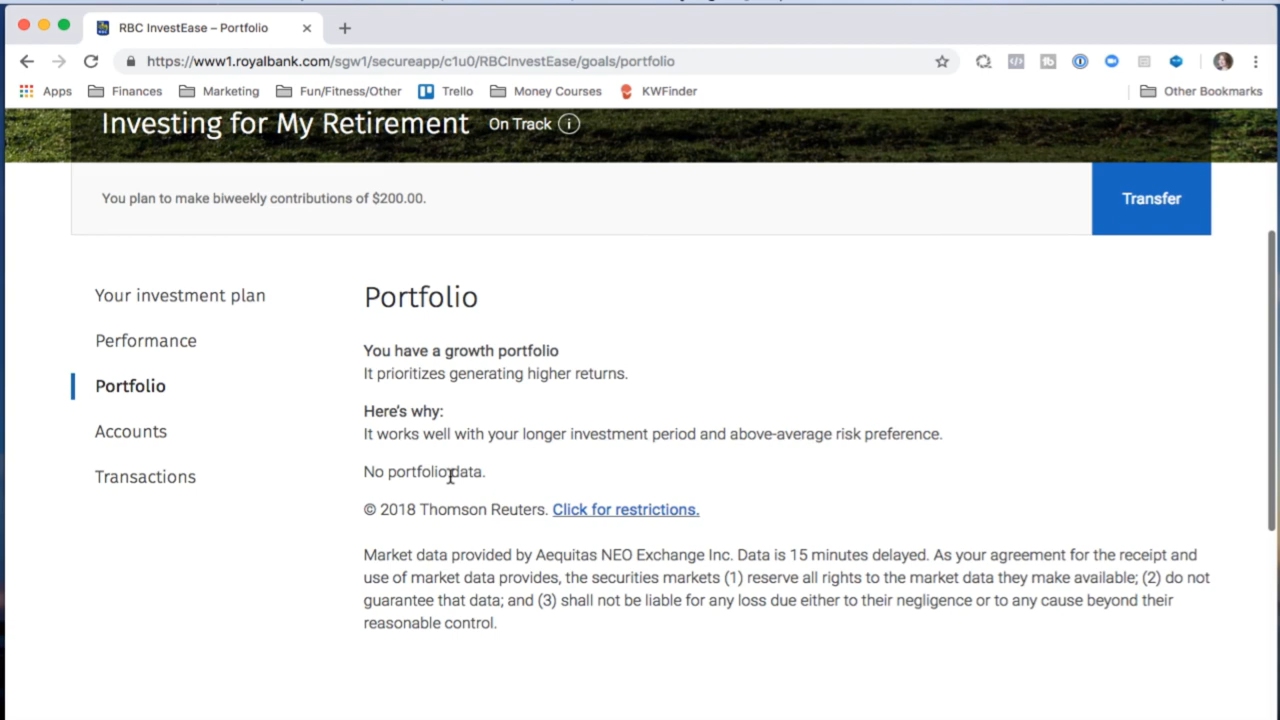 RBC InvestEase – Portfolio
https://www1.royalbank.com/sgw1/secureapp/c1u0/RBCInvestEase/goals/portfolio
Apps Finances Marketing Fun/Fitness/Other Trello Money Courses KWFinder Other Bookmarks
Investing for My Retirement On Track
You plan to make biweekly contributions of $200.00.
Transfer
Your investment plan
Performance
Portfolio
Accounts
Transactions
Portfolio
You have a growth portfolio
It prioritizes generating higher returns.
Here's why:
It works well with your longer investment period and above-average risk preference.
No portfolio data.
© 2018 Thomson Reuters. Click for restrictions.
Market data provided by Aequitas NEO Exchange Inc. Data is 15 minutes delayed. As your agreement for the receipt and
use of market data provides, the securities markets (1) reserve all rights to the market data they make available; (2) do not
guarantee that data; and (3) shall not be liable for any loss due either to their negligence or to any cause beyond their
reasonable control.